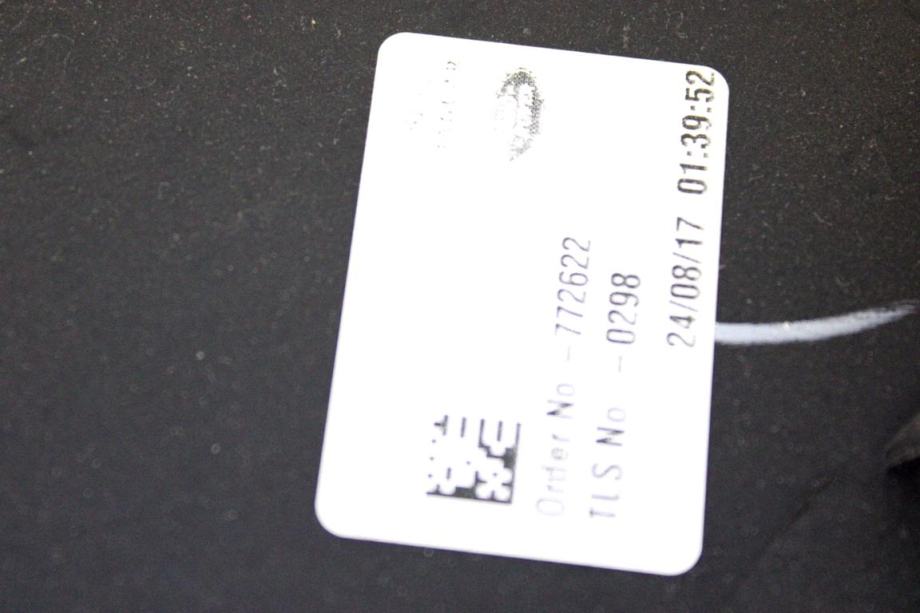 Order No - 772622
TLS No - 0298
24/08/17 01:39:52